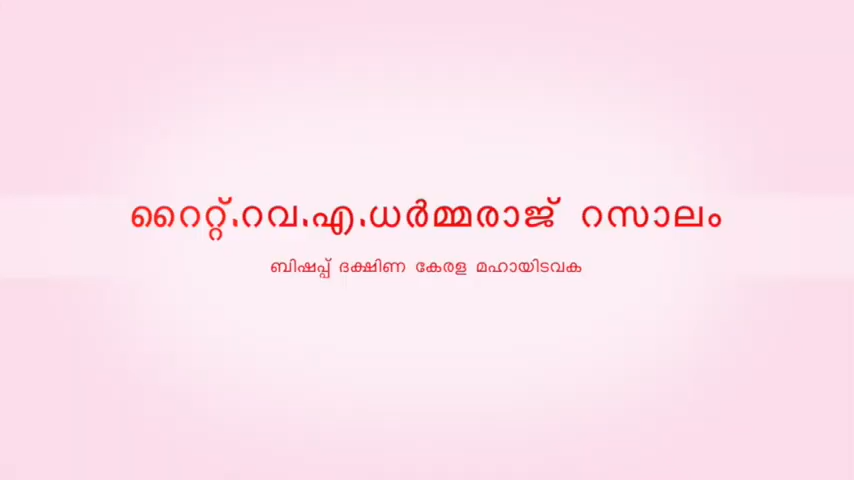 റൈറ്റ്.റവ.എ.ധർമ്മരാജ് റസാലം
ബിഷപ്പ് ദക്ഷിണ കേരള മഹായിടവക